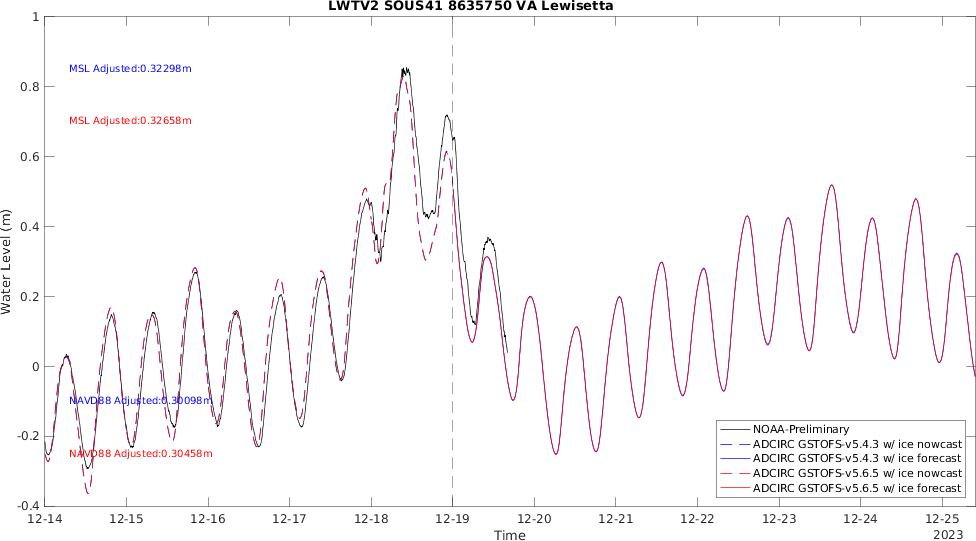 LWTV2 SOUS41 8635750 VA Lewisetta
Water Level (m)
1
0.8
0.6
0.4
0.2
0
-0.2
-0.4
MSL Adjusted:0.32298m
MSL Adjusted:0.32658m
NAVD88 Adjusted:0.30098m
NAVD88 Adjusted:0.30458m
NOAA-Preliminary
ADCIRC GSTOFS-v5.4.3 w/ ice nowcast
ADCIRC GSTOFS-v5.4.3 w/ ice forecast
ADCIRC GSTOFS-v5.6.5 w/ ice nowcast
ADCIRC GSTOFS-v5.6.5 w/ ice forecast
12-14 12-15 12-16 12-17 12-18 12-19 12-20 12-21 12-22 12-23 12-24 12-25
Time
2023